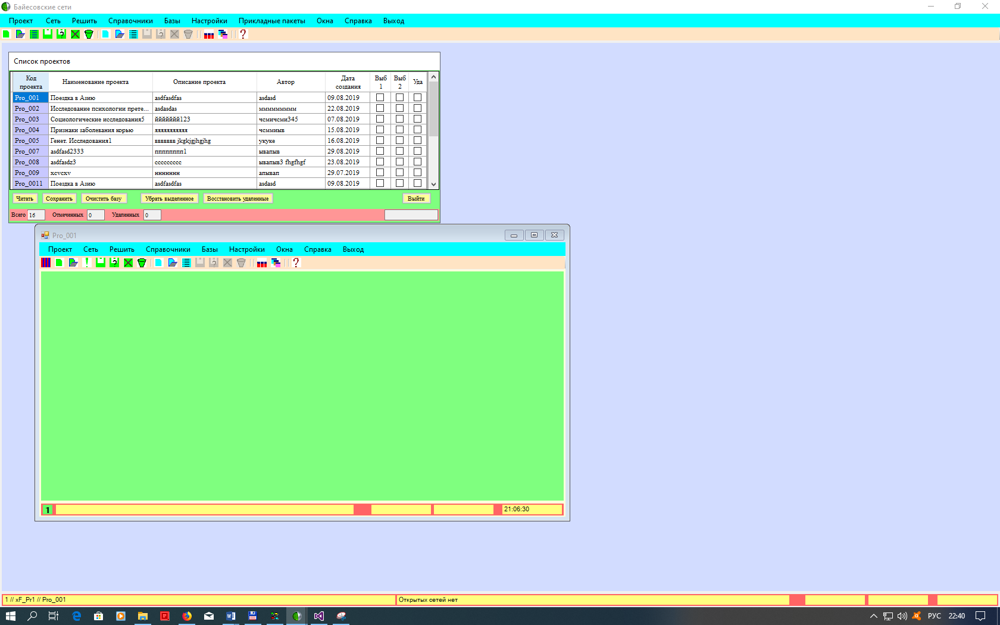 Байесовские сети
Проект Сеть Решить Справочники Базы Настройки Прикладные пакеты Окна Справка Выход
Список проектов
Код проекта Наименование проекта Описание проекта Автор Дата создания Выб 1 Выб 2 Уда
Pro_001 Поездка в Азию asdfasdfas asdasd 09.08.2019
Pro_002 Исследование психологии прете... asdasdas ммммммммм 22.08.2019
Pro_003 Социологические исследования5 ййййййй123 чсмичсми345 07.08.2019
Pro_004 Признаки заболевания корью яяяяяяяяяяя чсммиыв 15.08.2019
Pro_005 Генет. Исследования1 ввввввв jkgkjgjhgjhg укуке 16.08.2019
Pro_007 asdfasd2333 пппппппп1 ывапыв 29.08.2019
Pro_008 asdfasdz3 ссссссссс ывапыв3 fhgfhgf 23.08.2019
Pro_009 xcvcxv ннннннн апывап 29.07.2019
Pro_0011 Поездка в Азию asdfasdfas asdasd 09.08.2019
Читать Сохранить Очистить базу Убрать выделенное Восстановить удаленные Выйти
Всего 16 Отмеченных 0 Удаленных 0
Pro_001
Проект Сеть Решить Справочники Базы Настройки Окна Справка Выход
1 21:06:30
1 // xF_Pr1 // Pro_001 Открытых сетей нет
РУС 22:40